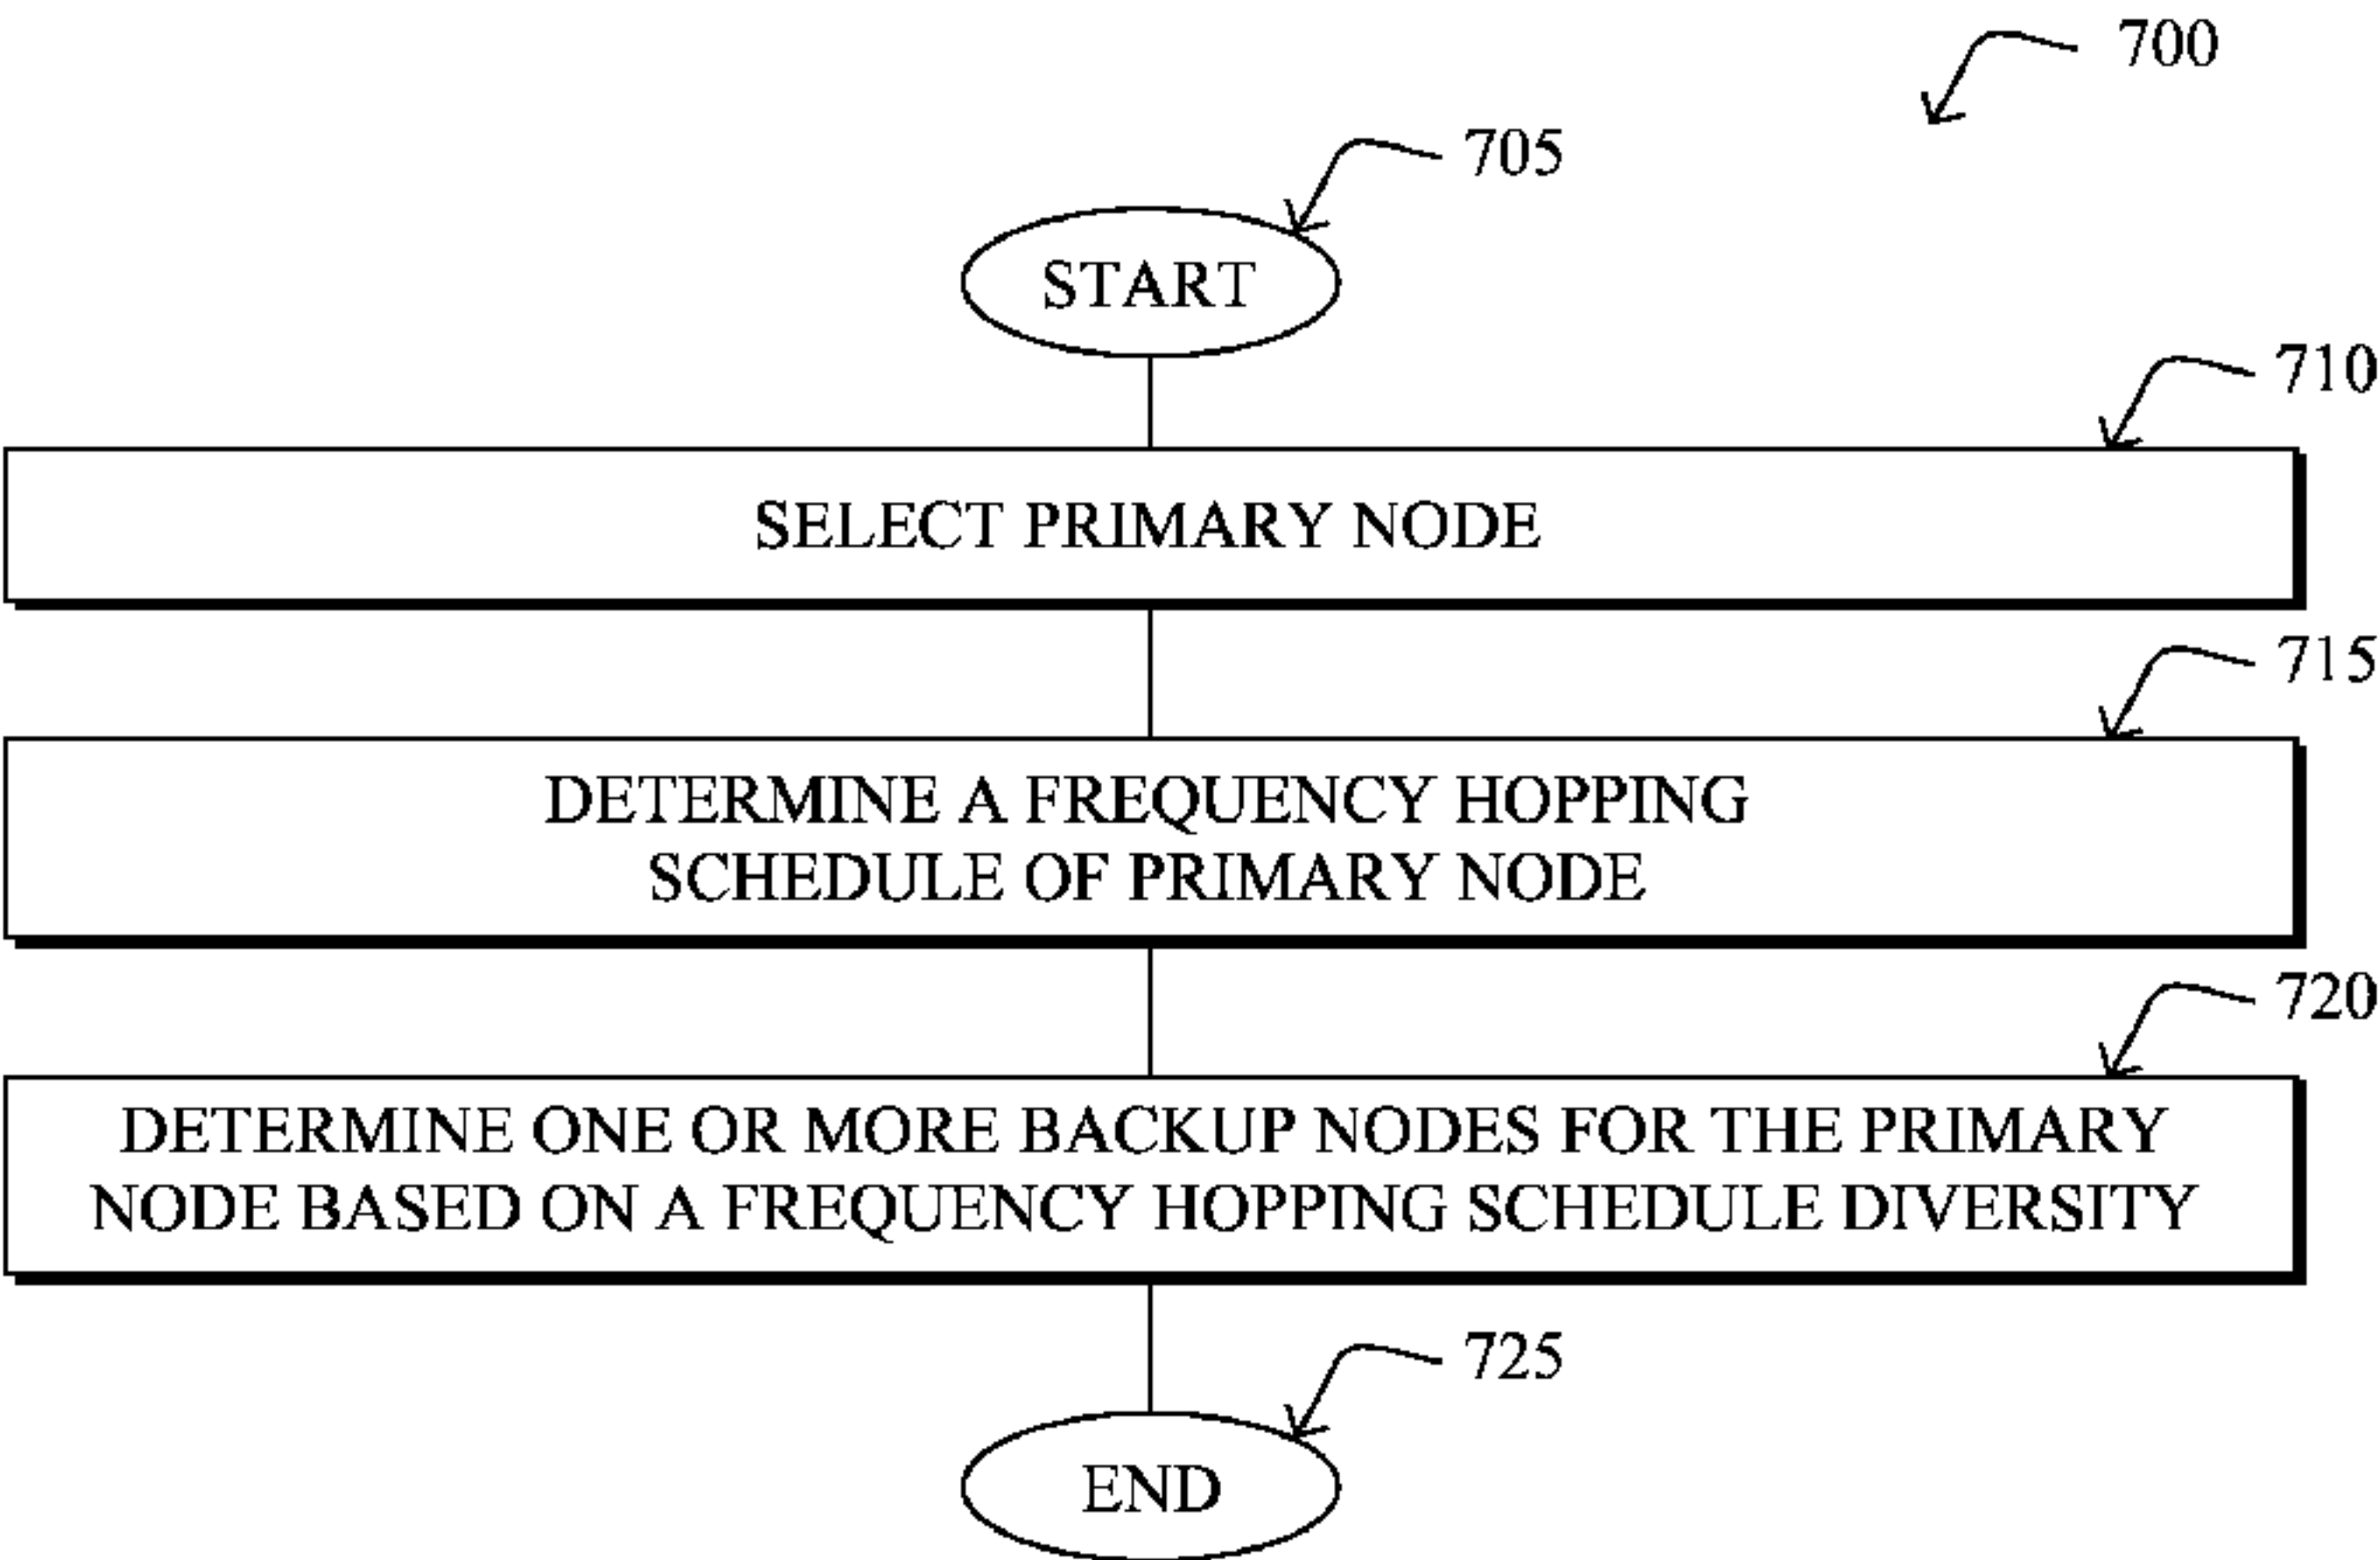 700
705
START
710
SELECT PRIMARY NODE
715
DETERMINE A FREQUENCY HOPPING
SCHEDULE OF PRIMARY NODE
720
DETERMINE ONE OR MORE BACKUP NODES FOR THE PRIMARY
NODE BASED ON A FREQUENCY HOPPING SCHEDULE DIVERSITY
725
END